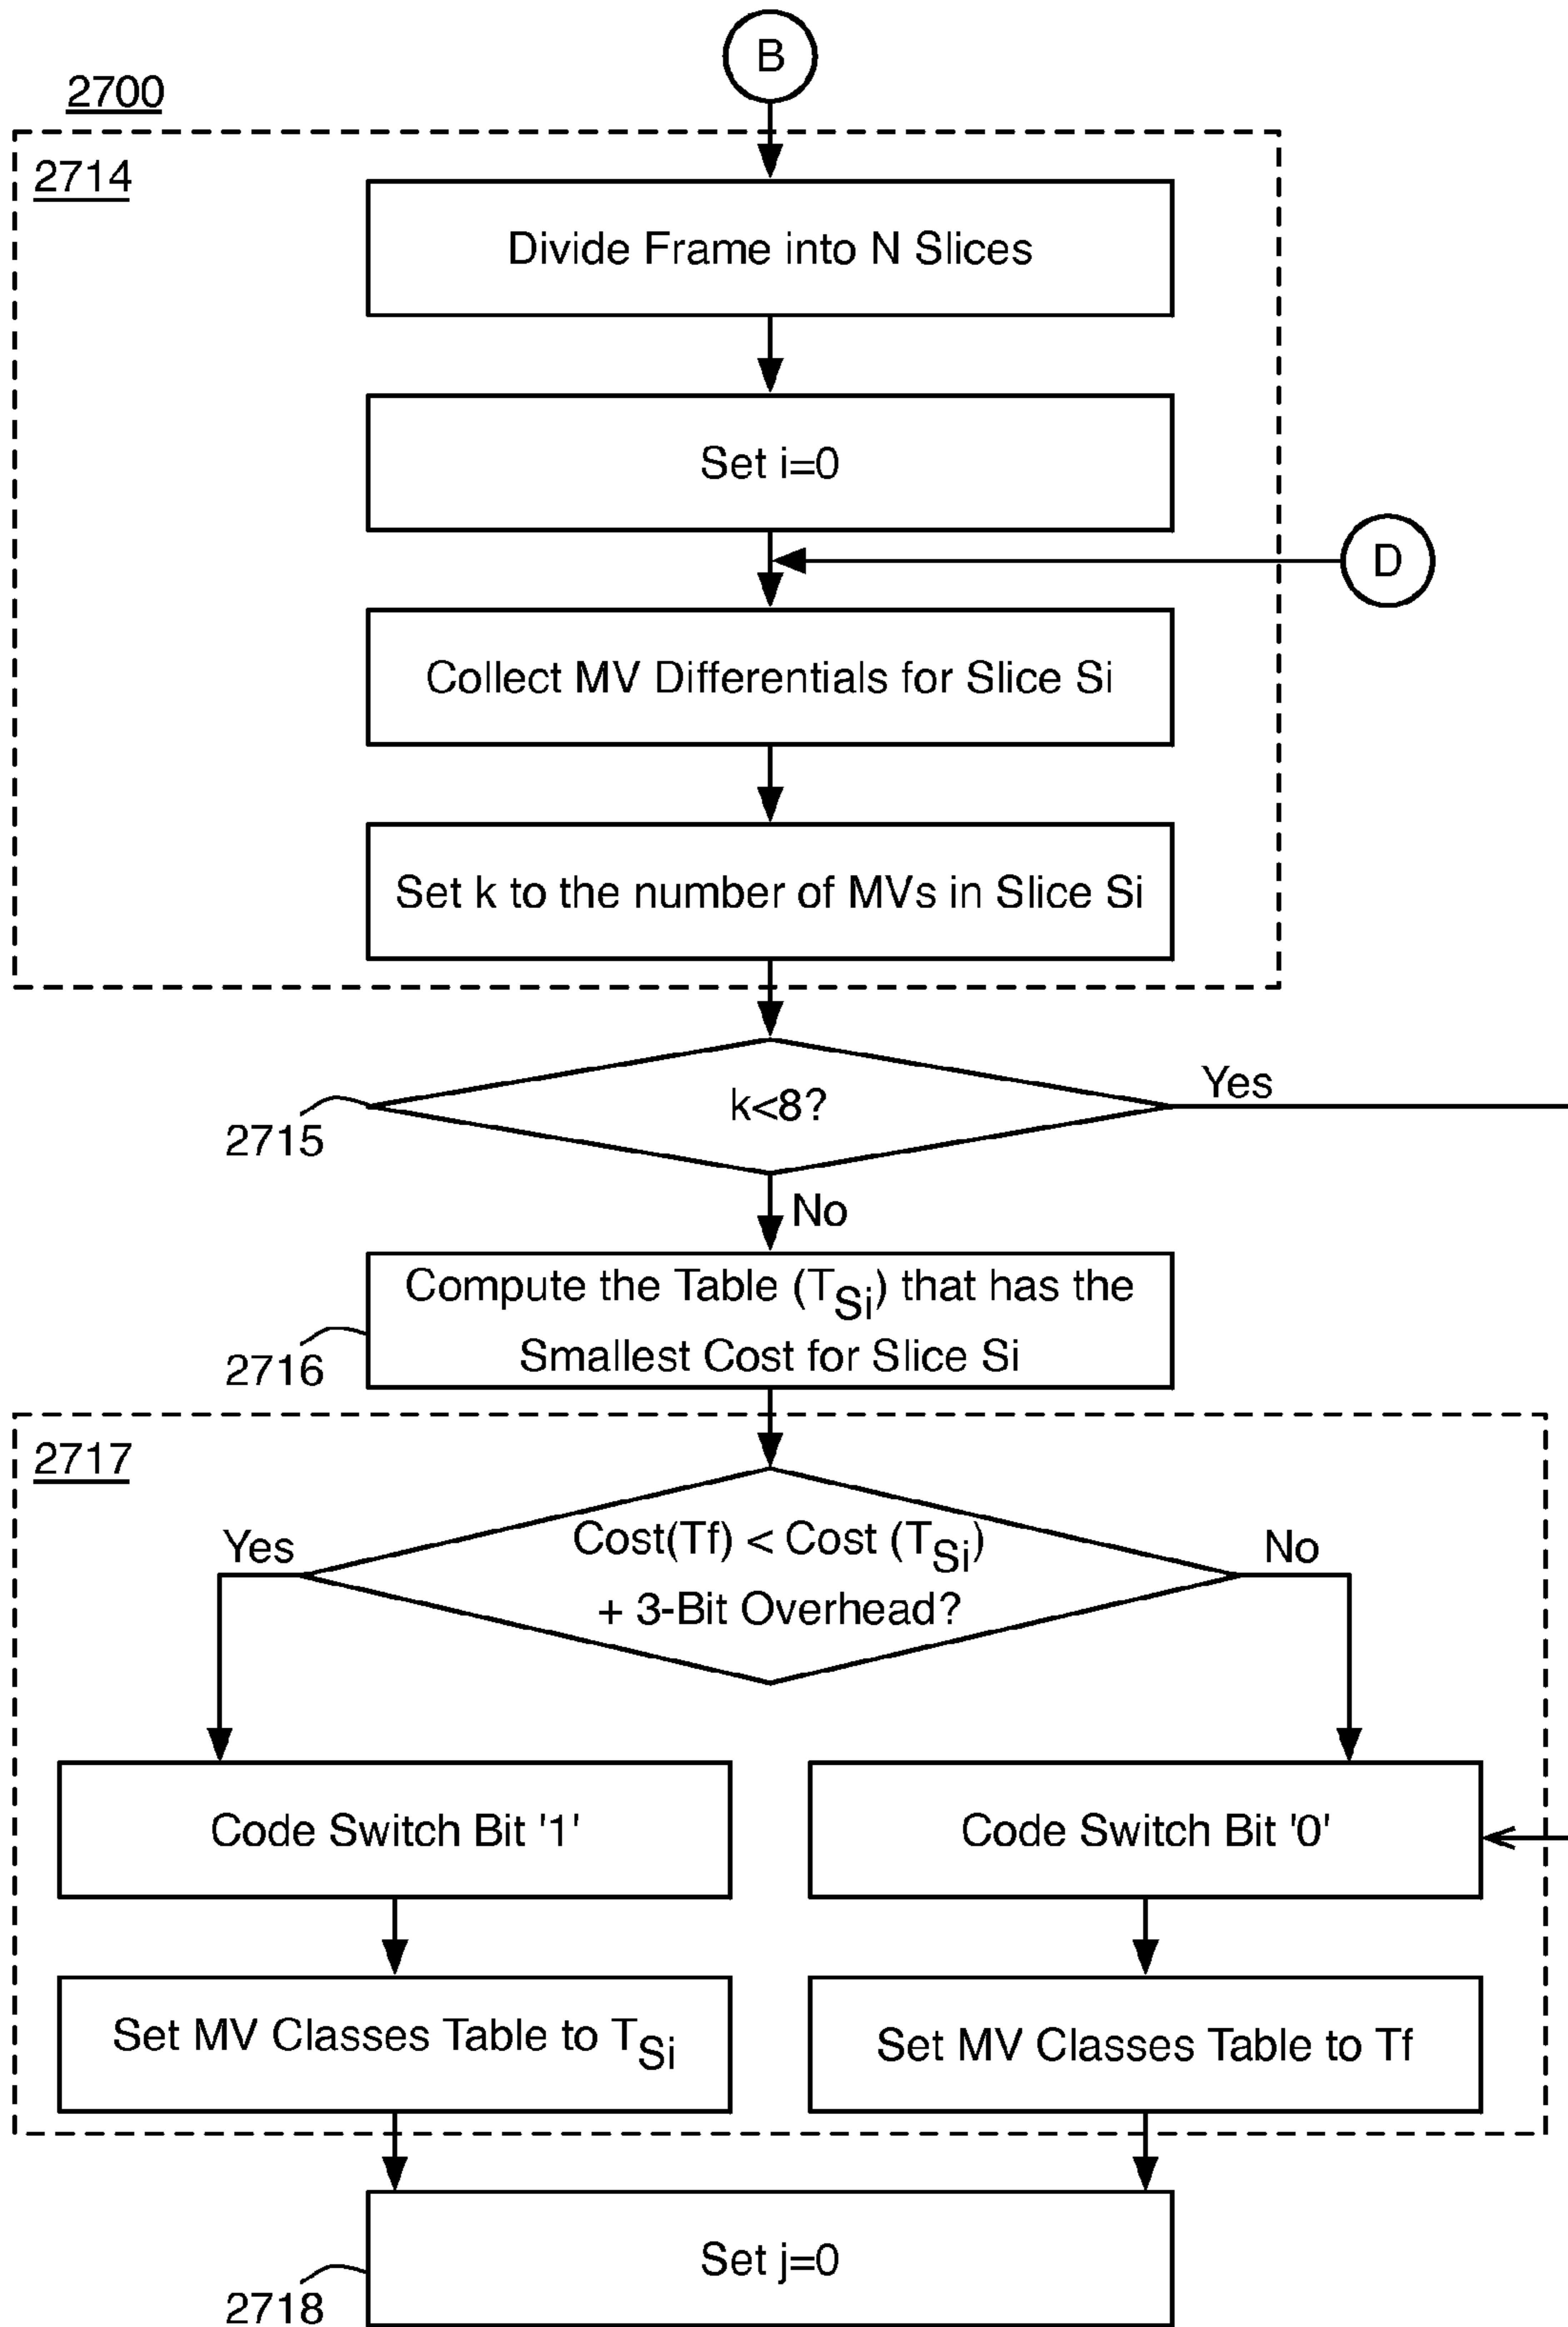 B
2700
2714
Divide Frame into N Slices
Set i=0
D
Collect MV Differentials for Slice Si
Set k to the number of MVs in Slice Si
k<8?
Yes
2715
No
Compute the Table (TSi) that has the
Smallest Cost for Slice Si
2716
2717
Cost(Tf) < Cost (TSi)
+ 3-Bit Overhead?
Yes
No
Code Switch Bit '1'
Code Switch Bit '0'
Set MV Classes Table to TSi
Set MV Classes Table to Tf
Set j=0
2718